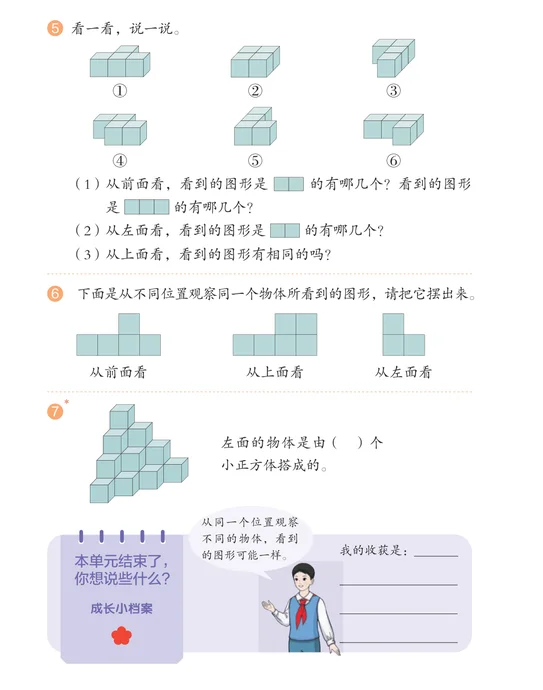 5 看一看，说一说。
① ② ③
④ ⑤ ⑥
（1）从前面看，看到的图形是 的有哪几个？看到的图形
是 的有哪几个？
（2）从左面看，看到的图形是 的有哪几个？
（3）从上面看，看到的图形有相同的吗？
6 下面是从不同位置观察同一个物体所看到的图形，请把它摆出来。
从前面看 从上面看 从左面看
7*
左面的物体是由（ ）个
小正方体搭成的。
从同一个位置观察
不同的物体，看到
的图形可能一样。
本单元结束了，
你想说些什么？
成长小档案
我的收获是：